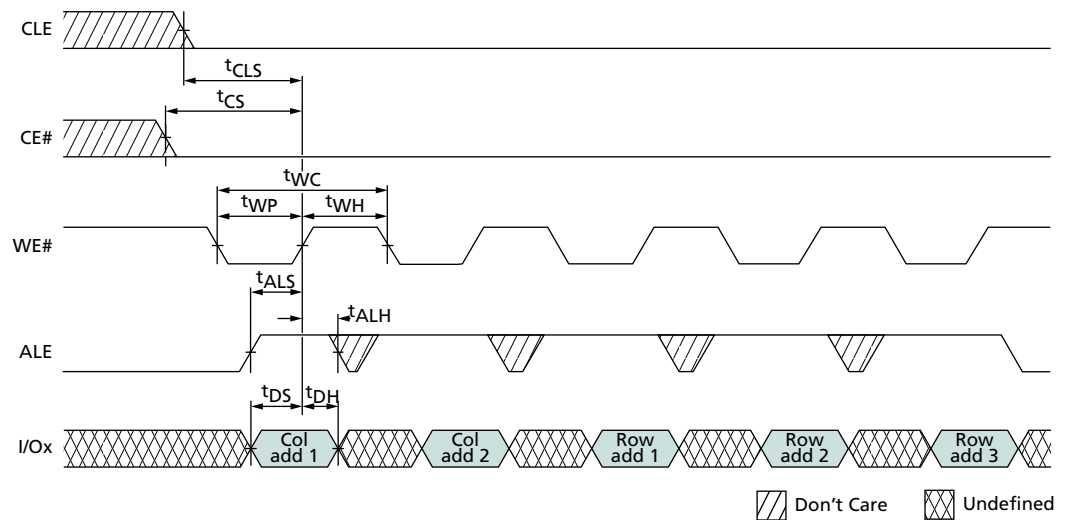 CLE
tCLS
tCS
CE#
tWC
tWP
tWH
WE#
tALS
tALH
ALE
tDS
tDH
I/Ox
Col
add 1
Col
add 2
Row
add 1
Row
add 2
Row
add 3
Don't Care
Undefined